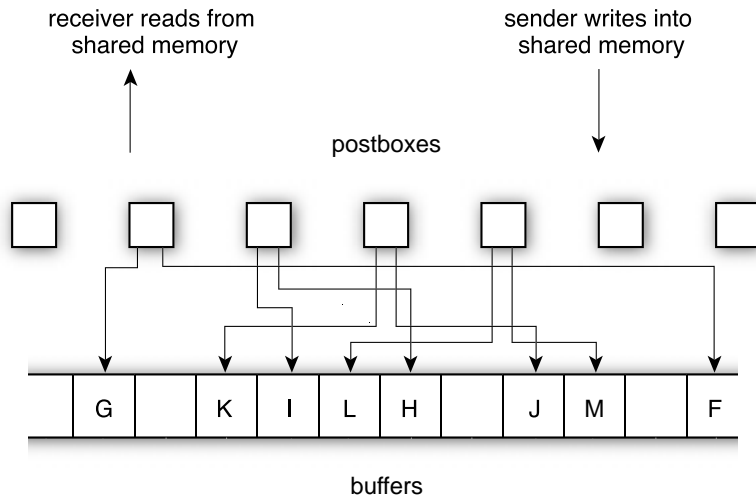 receiver reads from
shared memory
sender writes into
shared memory
postboxes
G K I L H J M F
buffers